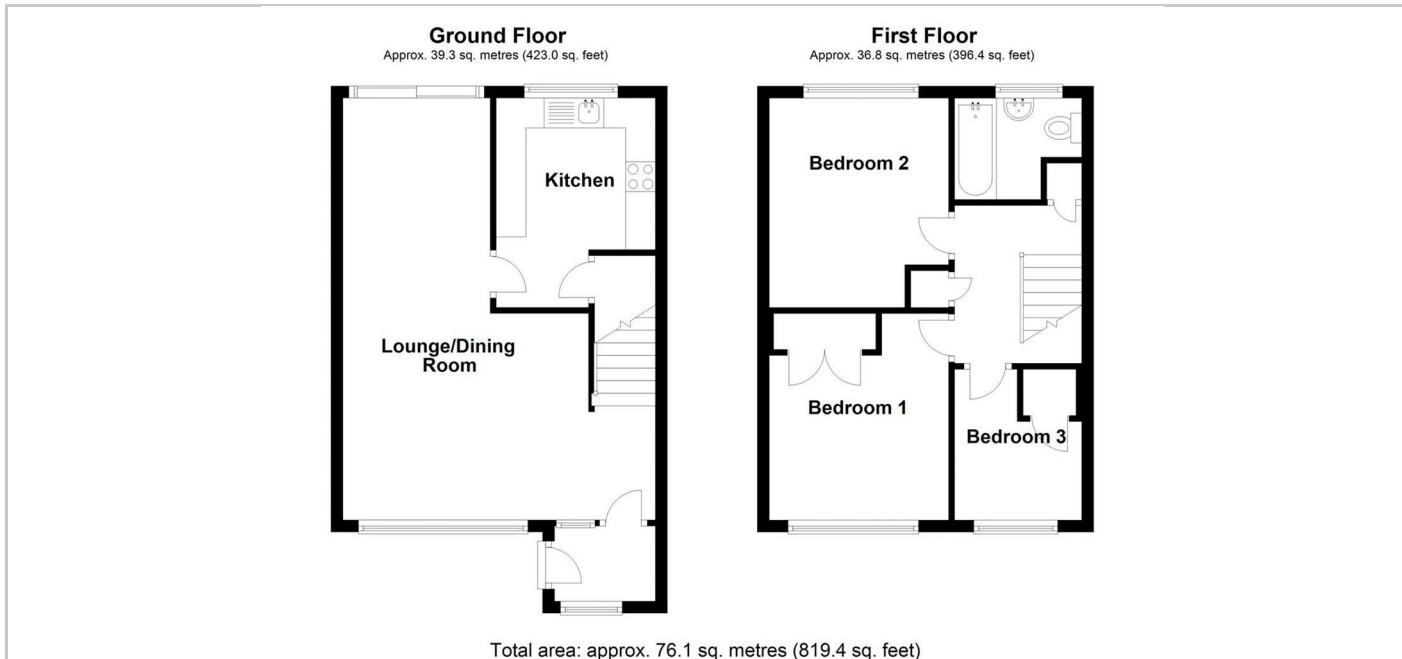 Ground Floor
Approx. 39.3 sq. metres (423.0 sq. feet)
Kitchen
Lounge/Dining
Room
First Floor
Approx. 36.8 sq. metres (396.4 sq. feet)
Bedroom 2
Bedroom 1
Bedroom 3
Total area: approx. 76.1 sq. metres (819.4 sq. feet)